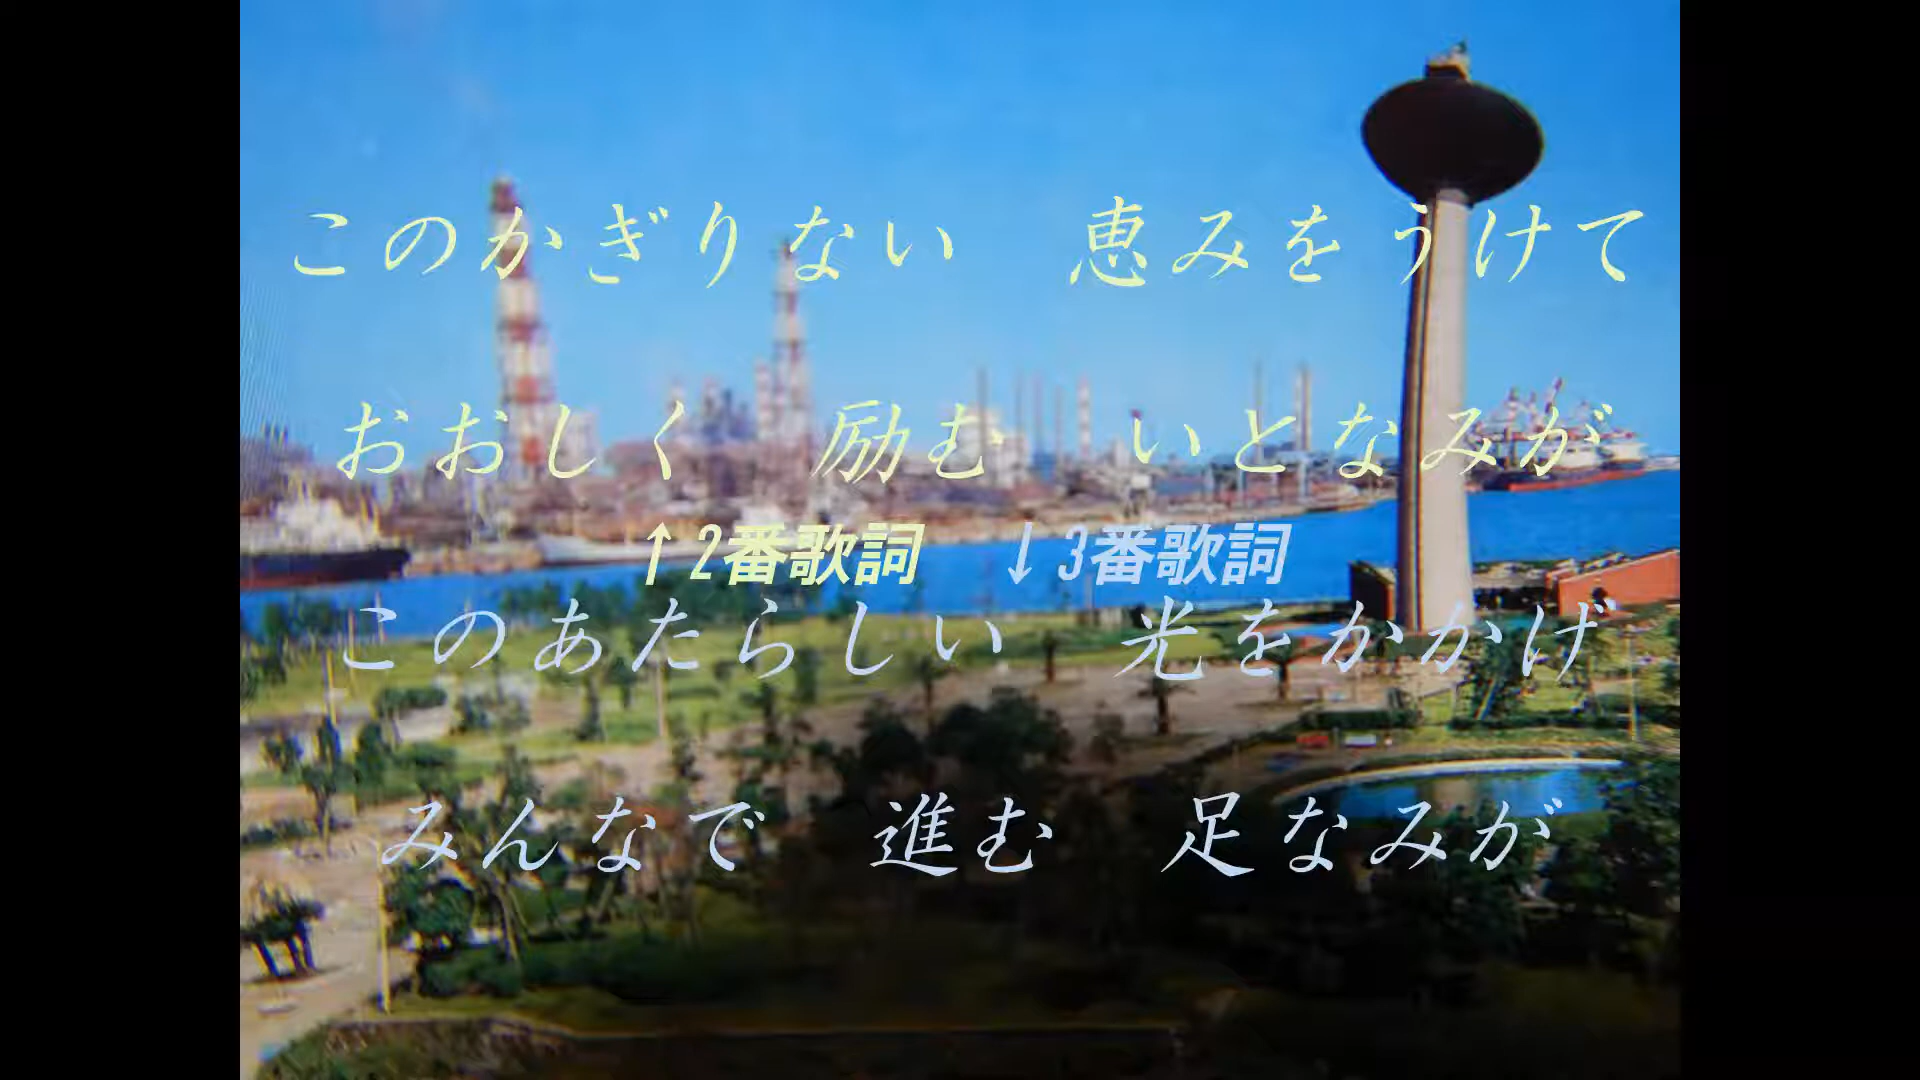 このかぎりない　恵みをうけて
おおしく　励む　いとなみが
↑2番歌詞　↓3番歌詞
このあたらしい　光をかかげ
みんなで　進む　足なみが